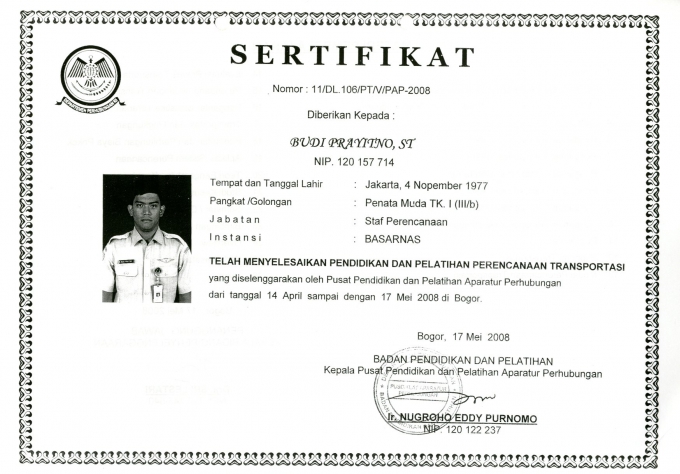 SERTIFIKAT
Nomor : 11/DL.106/PT/V/PAP-2008
Diberikan Kepada :
BUDI PRAYITNO, ST
NIP. 120 157 714
Tempat dan Tanggal Lahir : Jakarta, 4 Nopember 1977
Pangkat /Golongan : Penata Muda TK. I (III/b)
Jabatan : Staf Perencanaan
Instansi : BASARNAS
TELAH MENYELESAIKAN PENDIDIKAN DAN PELATIHAN PERENCANAAN TRANSPORTASI
yang diselenggarakan oleh Pusat Pendidikan dan Pelatihan Aparatur Perhubungan
dari tanggal 14 April sampai dengan 17 Mei 2008 di Bogor.
Bogor, 17 Mei 2008
BADAN PENDIDIKAN DAN PELATIHAN
Kepala Pusat Pendidikan dan Pelatihan Aparatur Perhubungan
Ir. NUGROHO EDDY PURNOMO
NIP. 120 122 237